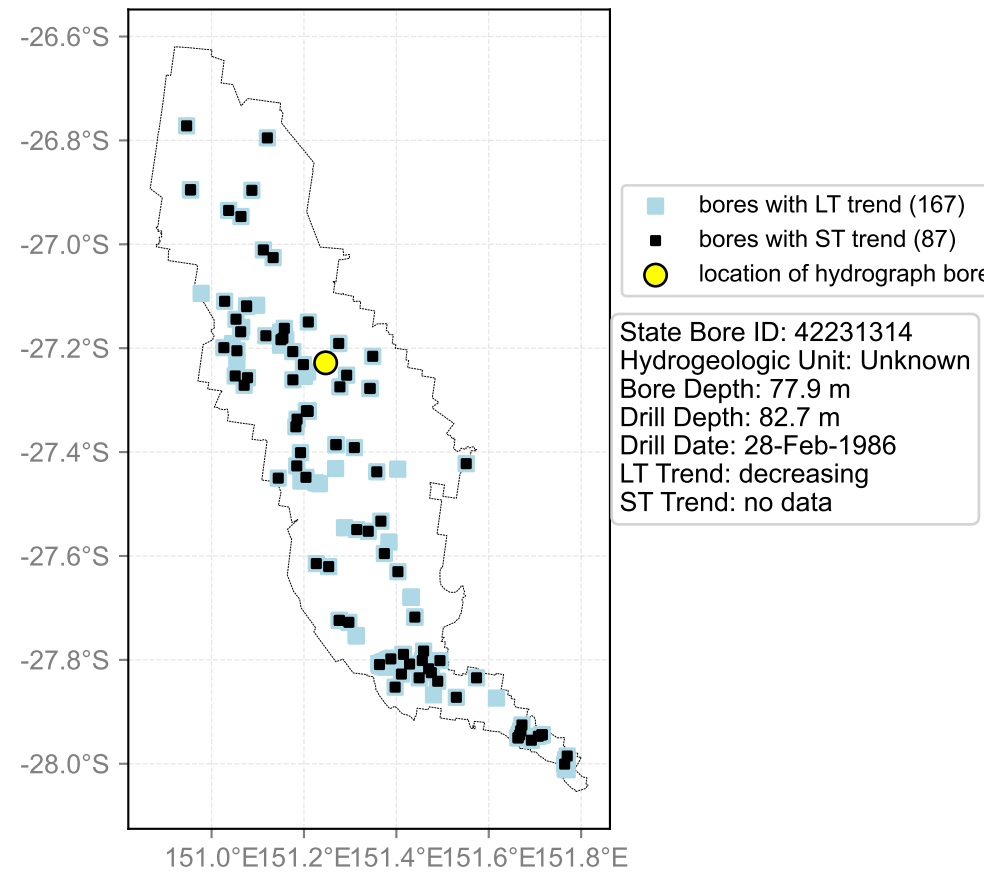 -26.6°S
-26.8°S
-27.0°S
-27.2°S
-27.4°S
-27.6°S
-27.8°S
-28.0°S
151.0°E151.2°E151.4°E151.6°E151.8°E
bores with LT trend (167)
bores with ST trend (87)
location of hydrograph bore
State Bore ID: 42231314
Hydrogeologic Unit: Unknown
Bore Depth: 77.9 m
Drill Depth: 82.7 m
Drill Date: 28-Feb-1986
LT Trend: decreasing
ST Trend: no data